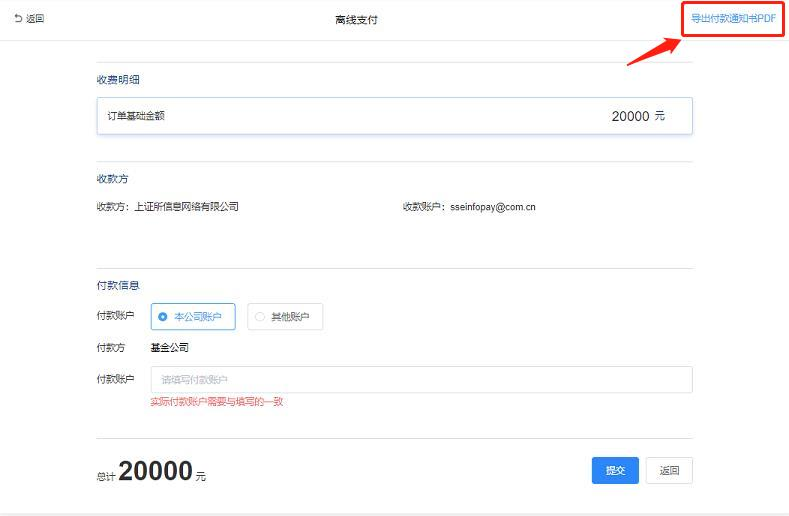 返回 离线支付 导出付款通知书PDF
收费明细
订单基础金额 20000 元
收款方
收款方：上证所信息网络有限公司 收款账户：sseinfopay@com.cn
付款信息
付款账户 本公司账户 其他账户
付款方 基金公司
付款账户 请填写付款账户
实际付款账户需要与填写的一致
总计 20000 元 提交 返回